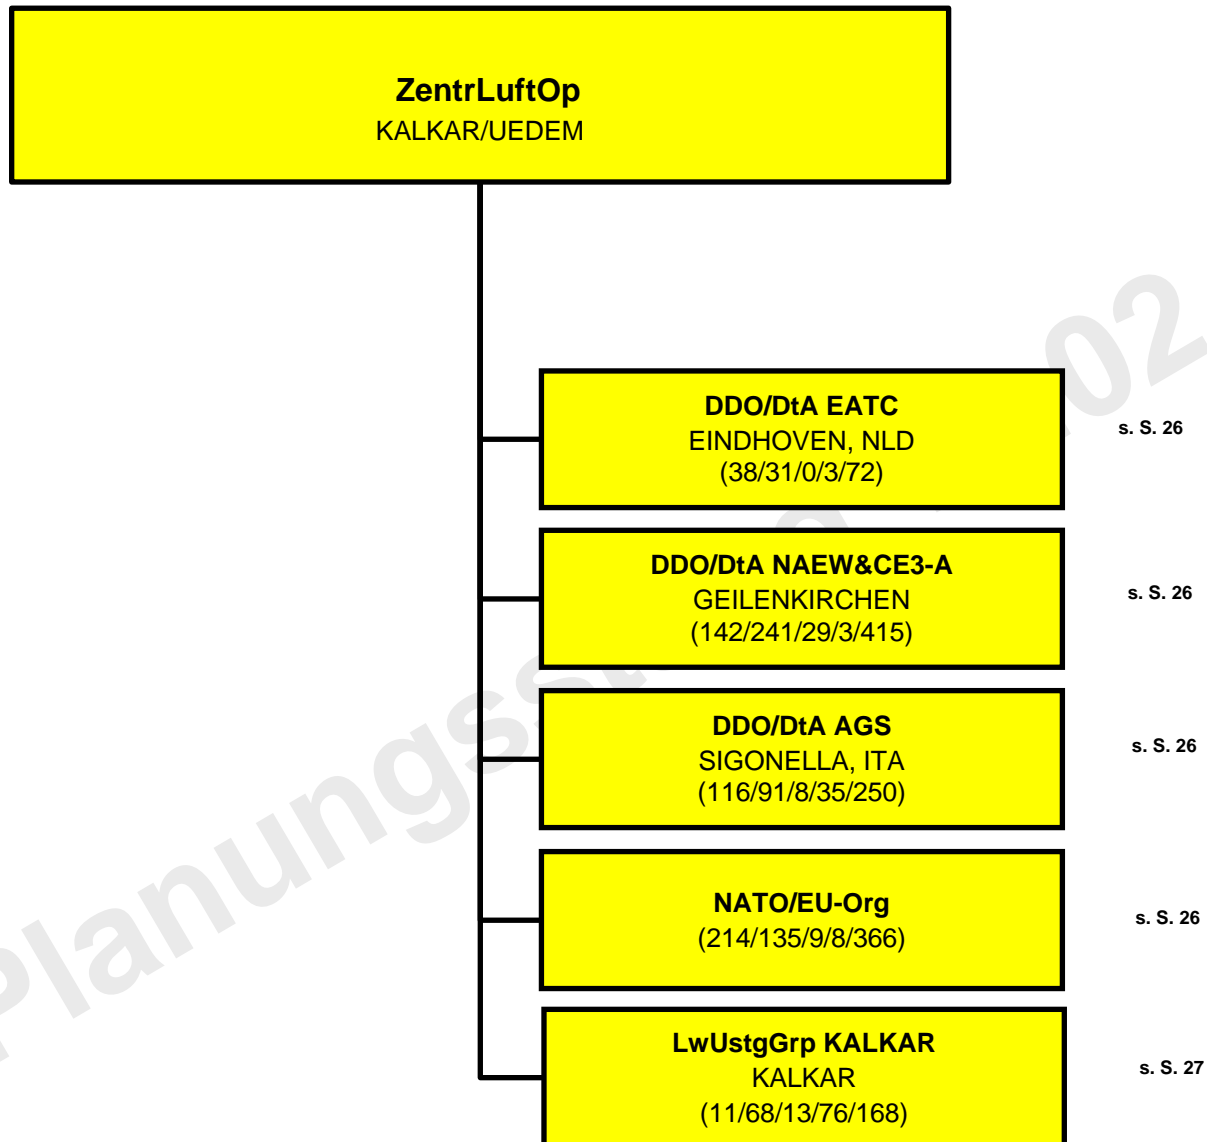 ZentrLuftOp
KALKAR/UEDEM
DDO/DtA EATC
EINDHOVEN, NLD
(38/31/0/3/72)
s. S. 26
DDO/DtA NAEW&CE3-A
GEILENKIRCHEN
(142/241/29/3/415)
s. S. 26
DDO/DtA AGS
SIGONELLA, ITA
(116/91/8/35/250)
s. S. 26
NATO/EU-Org
(214/135/9/8/366)
s. S. 26
LwUstgGrp KALKAR
KALKAR
(11/68/13/76/168)
s. S. 27